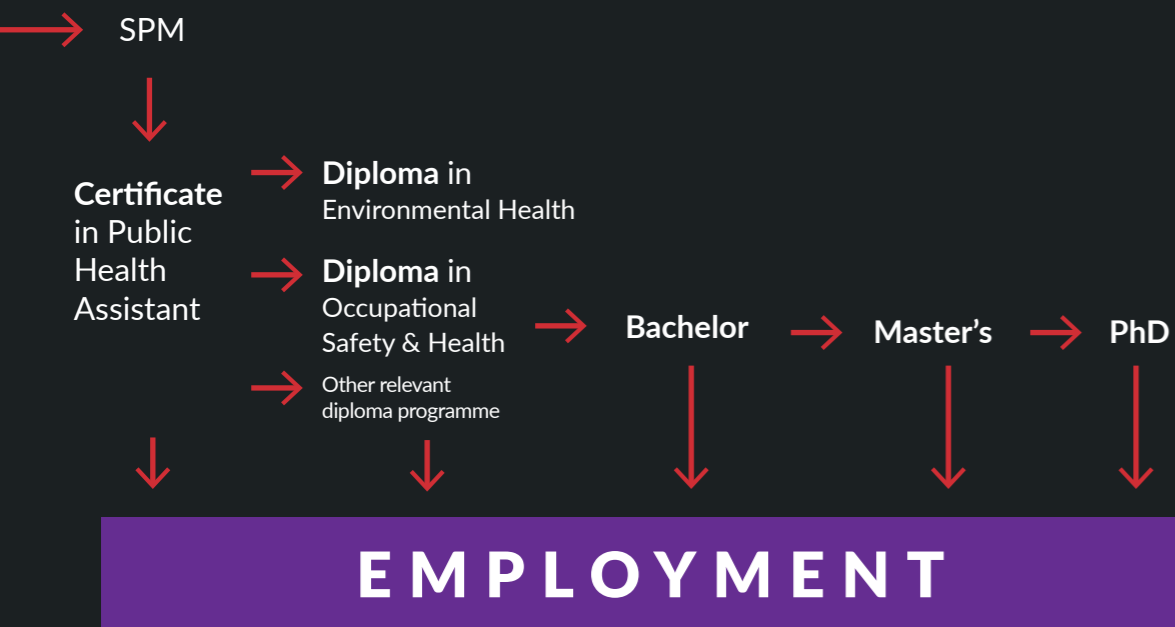 SPM
Certificate
in Public
Health
Assistant
Diploma in
Environmental Health
Diploma in
Occupational
Safety & Health
Other relevant
diploma programme
Bachelor
Master’s
PhD
EMPLOYMENT